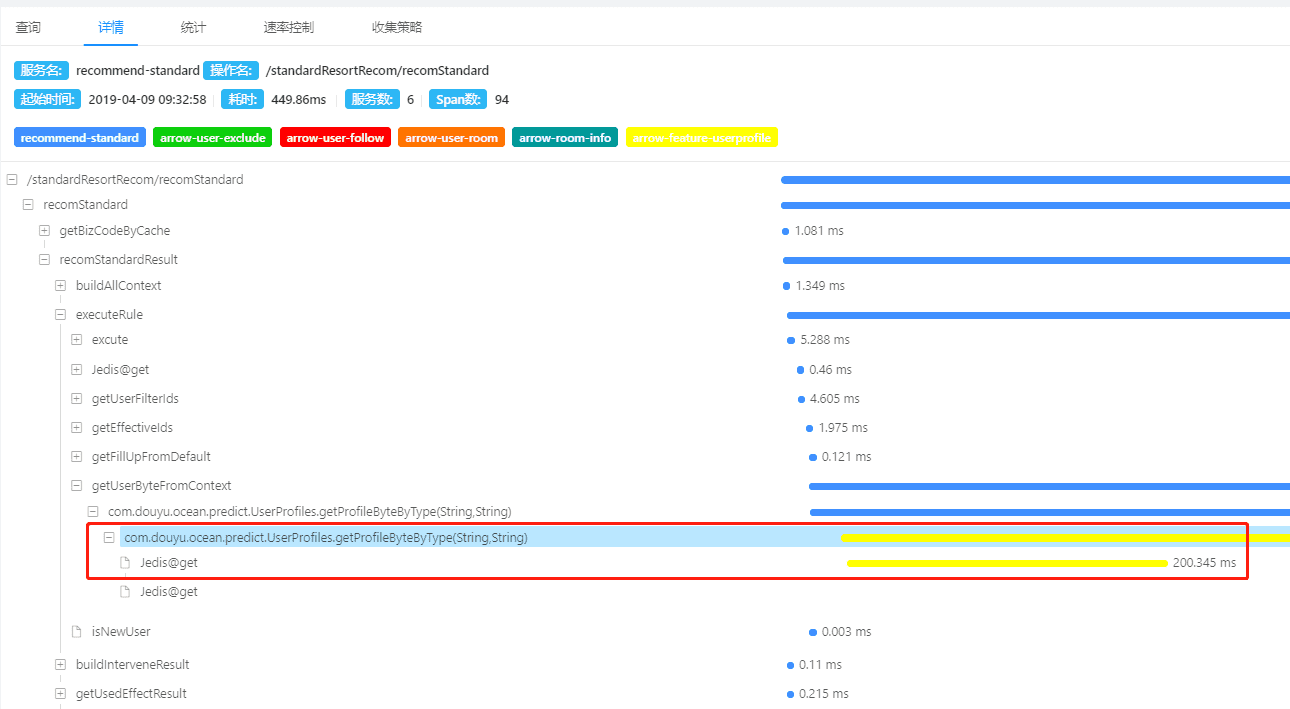 查询 详情 统计 速率控制 收集策略
服务名: recommend-standard 操作名: /standardResortRecom/recomStandard
起始时间: 2019-04-09 09:32:58 耗时: 449.86ms 服务数: 6 Span数: 94
recommend-standard arrow-user-exclude arrow-user-follow arrow-user-room arrow-room-info arrow-feature-userprofile
/standardResortRecom/recomStandard
recomStandard
getBizCodeByCache 1.081 ms
recomStandardResult
buildAllContext 1.349 ms
executeRule
excute 5.288 ms
Jedis@get 0.46 ms
getUserFilterIds 4.605 ms
getEffectiveIds 1.975 ms
getFillUpFromDefault 0.121 ms
getUserByteFromContext
com.douyu.ocean.predict.UserProfiles.getProfileByteByType(String,String)
com.douyu.ocean.predict.UserProfiles.getProfileByteByType(String,String)
Jedis@get 200.345 ms
Jedis@get
isNewUser 0.003 ms
buildInterveneResult 0.11 ms
getUsedEffectResult 0.215 ms